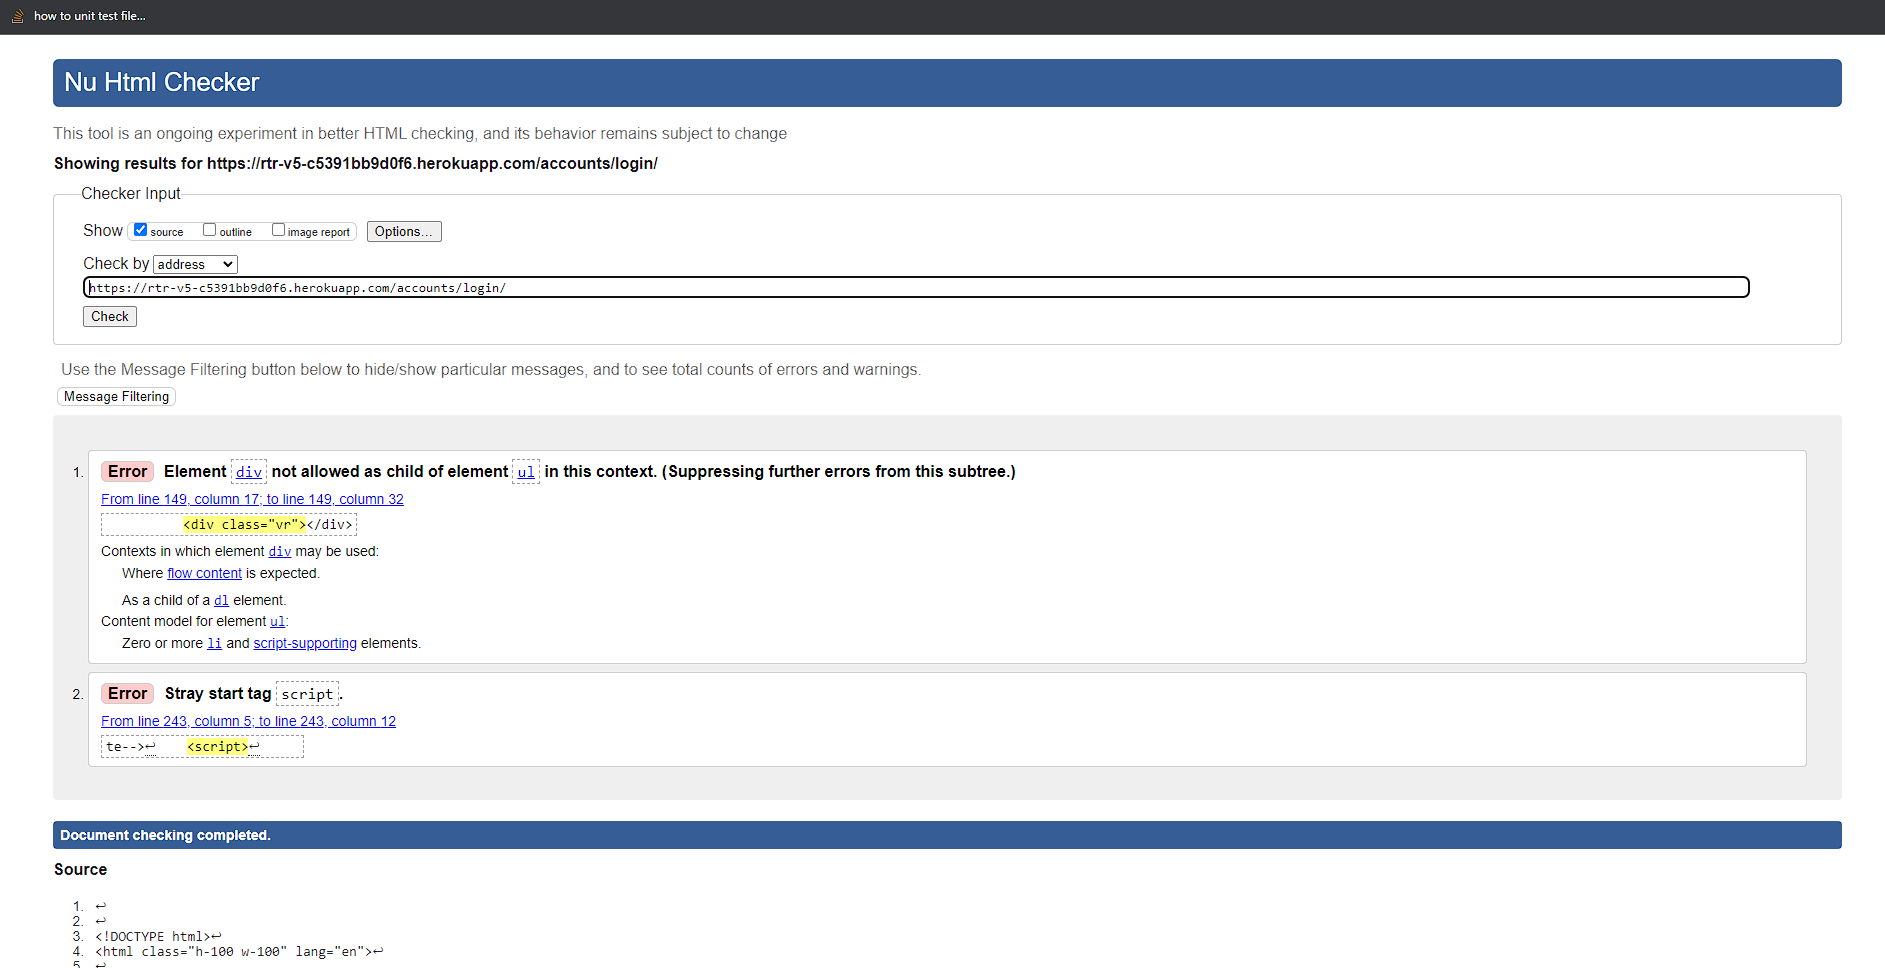 how to unit test file...
Nu Html Checker
This tool is an ongoing experiment in better HTML checking, and its behavior remains subject to change
Showing results for https://rtr-v5-c5391bb9d0f6.herokuapp.com/accounts/login/
Checker Input
Show source outline image report Options...
Check by address
https://rtr-v5-c5391bb9d0f6.herokuapp.com/accounts/login/
Check
Use the Message Filtering button below to hide/show particular messages, and to see total counts of errors and warnings.
Message Filtering
1. Error Element div not allowed as child of element ul in this context. (Suppressing further errors from this subtree.)
From line 149, column 17; to line 149, column 32
<div class="vr"></div>
Contexts in which element div may be used:
Where flow content is expected.
As a child of a dl element.
Content model for element ul:
Zero or more li and script-supporting elements.
2. Error Stray start tag script.
From line 243, column 5; to line 243, column 12
te-->↩ <script>↩
Document checking completed.
Source
1. ↩
2. ↩
3. <!DOCTYPE html>↩
4. <html class="h-100 w-100" lang="en">↩
5. ↩